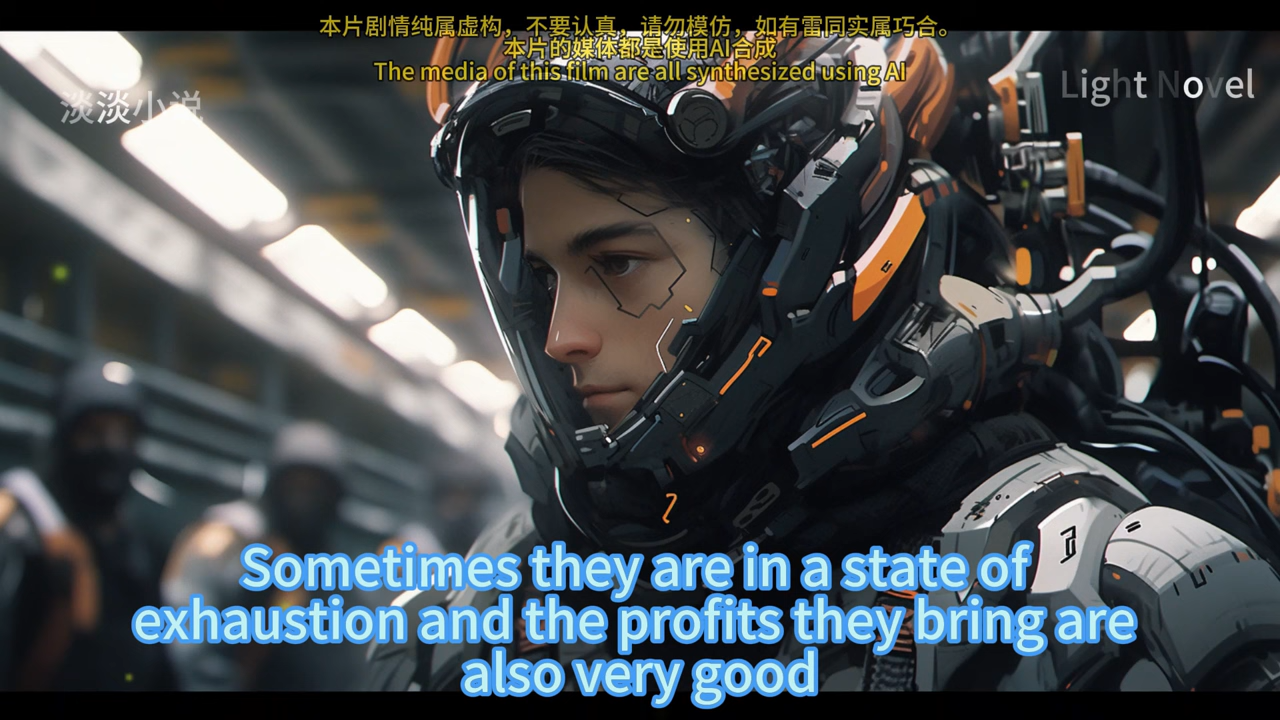 本片剧情纯属虚构，不要认真，请勿模仿，如有雷同实属巧合。
本片的媒体都是使用AI合成
The media of this film are all synthesized using AI
淡淡小说
Light Novel
Sometimes they are in a state of
exhaustion and the profits they bring are
also very good